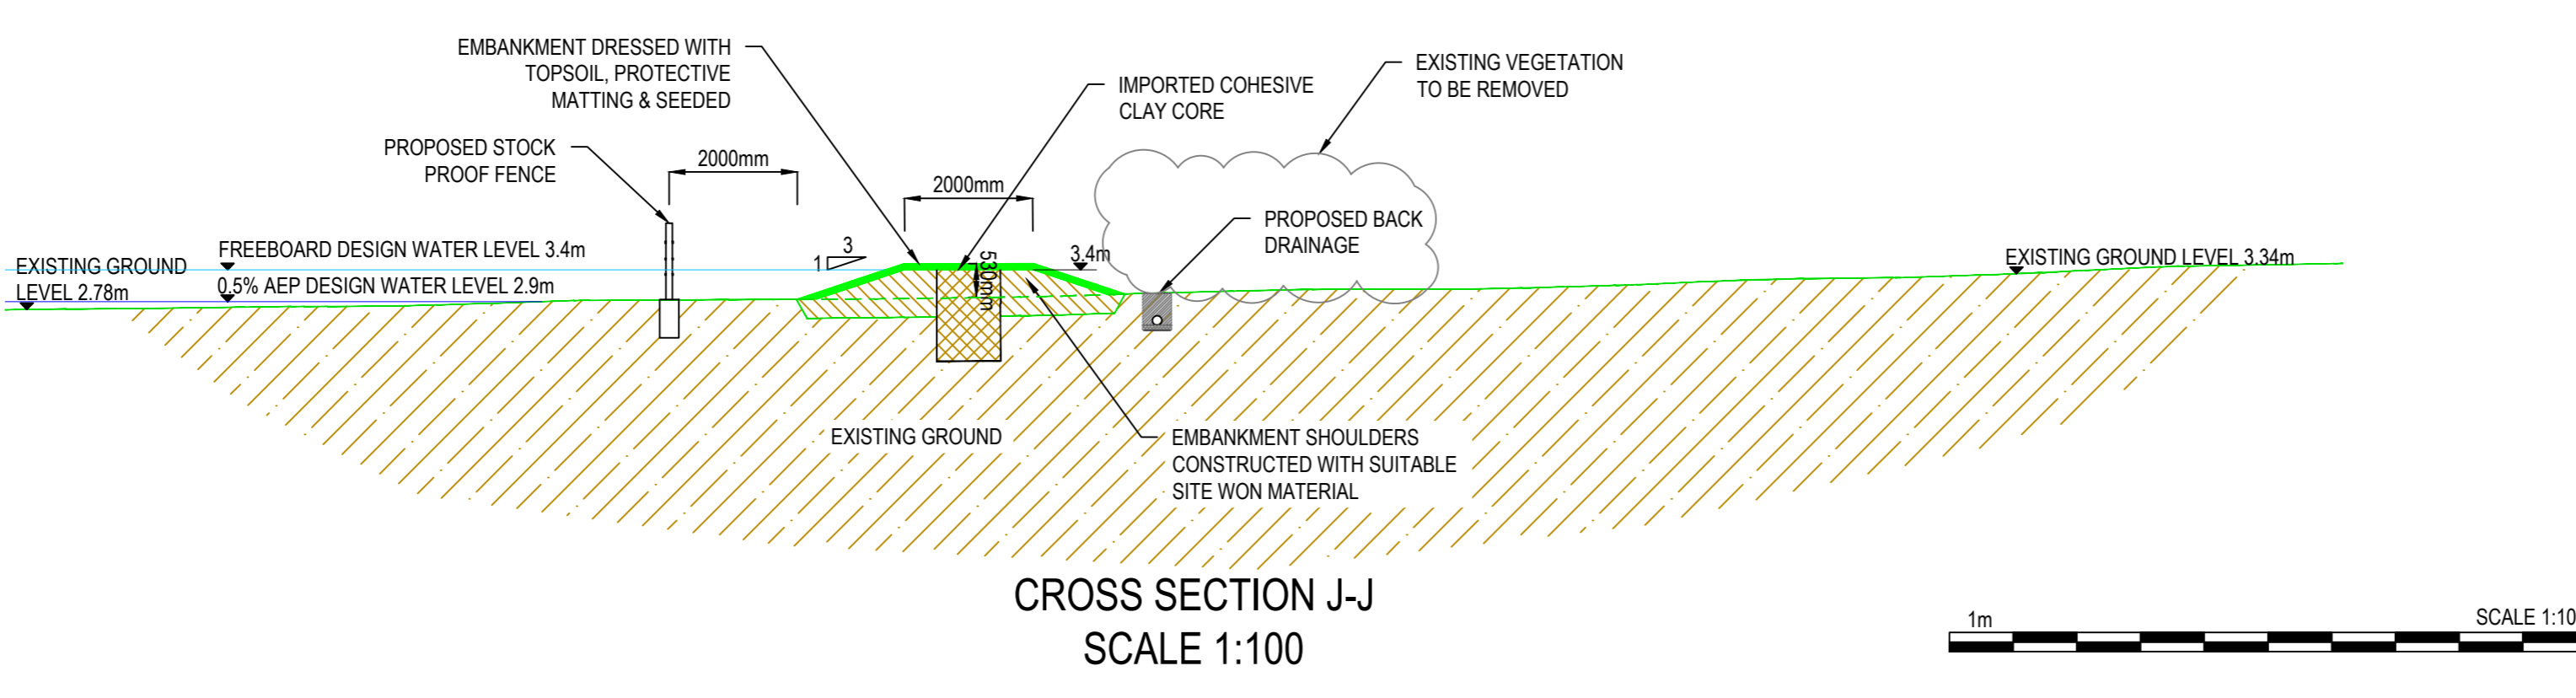 EMBANKMENT DRESSED WITH
TOPSOIL, PROTECTIVE
MATTING & SEEDED
IMPORTED COHESIVE
CLAY CORE
EXISTING VEGETATION
TO BE REMOVED
PROPOSED STOCK
PROOF FENCE
2000mm
2000mm
PROPOSED BACK
DRAINAGE
FREEBOARD DESIGN WATER LEVEL 3.4m
EXISTING GROUND
LEVEL 2.78m
0.5% AEP DESIGN WATER LEVEL 2.9m
3
1
530mm
3.4m
EXISTING GROUND LEVEL 3.34m
EXISTING GROUND
EMBANKMENT SHOULDERS
CONSTRUCTED WITH SUITABLE
SITE WON MATERIAL
CROSS SECTION J-J
SCALE 1:100
1m
SCALE 1:10